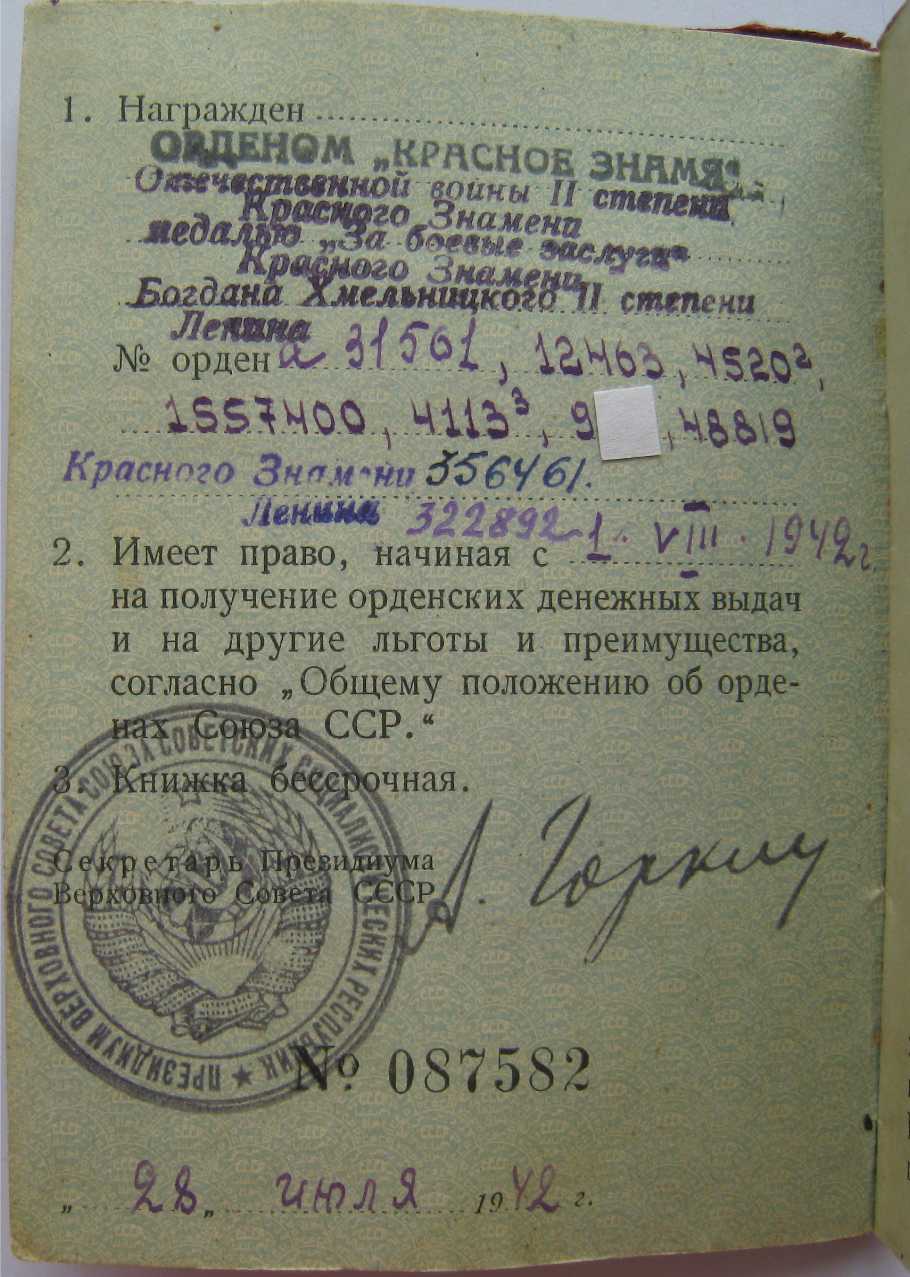 1. Награжден
ОРДЕНОМ „КРАСНОЕ ЗНАМЯ“
Отечественной войны II степени
Красного Знамени
медалью „За боевые заслуги“
Красного Знамени
Богдана Хмельницкого II степени
Ленина
№ орден а 31561, 12463, 4520²,
1557400, 4113³, 9 , 48819
Красного Знамени 356461.
Ленина 322892
2. Имеет право, начиная с 1. VIII. 1942 г.
на получение орденских денежных выдач
и на другие льготы и преимущества,
согласно „Общему положению об орде-
нах Союза ССР.“
3. Книжка бессрочная.
Секретарь Президиума
Верховного Совета СССР
А. Горкин
ПРЕЗИДИУМ ВЕРХОВНОГО СОВЕТА СОЮЗА СОВЕТСКИХ СОЦИАЛИСТИЧЕСКИХ РЕСПУБЛИК
№ 087582
„ 28 „ июля 1942 г.